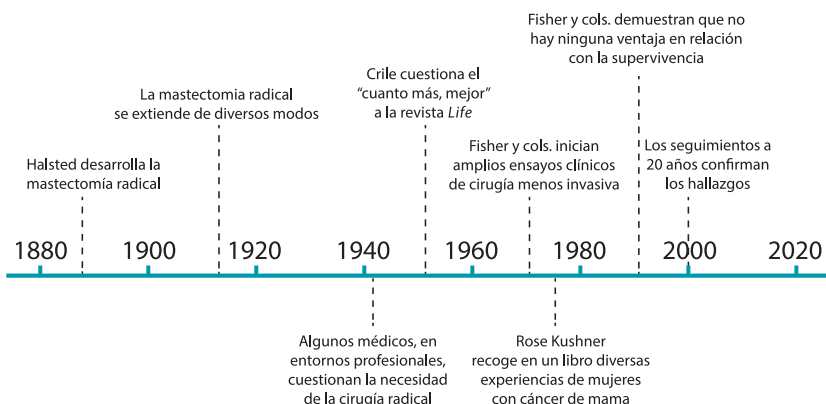 Fisher y cols. demuestran que no
hay ninguna ventaja en relación
con la supervivencia
Crile cuestiona el
“cuanto más, mejor”
a la revista Life
La mastectomia radical
se extiende de diversos modos
Fisher y cols. inician
amplios ensayos clínicos
de cirugía menos invasiva
Los seguimientos a
20 años confirman
los hallazgos
Halsted desarrolla la
mastectomía radical
1880 1900 1920 1940 1960 1980 2000 2020
Algunos médicos, en
entornos profesionales,
cuestionan la necesidad
de la cirugía radical
Rose Kushner
recoge en un libro diversas
experiencias de mujeres
con cáncer de mama